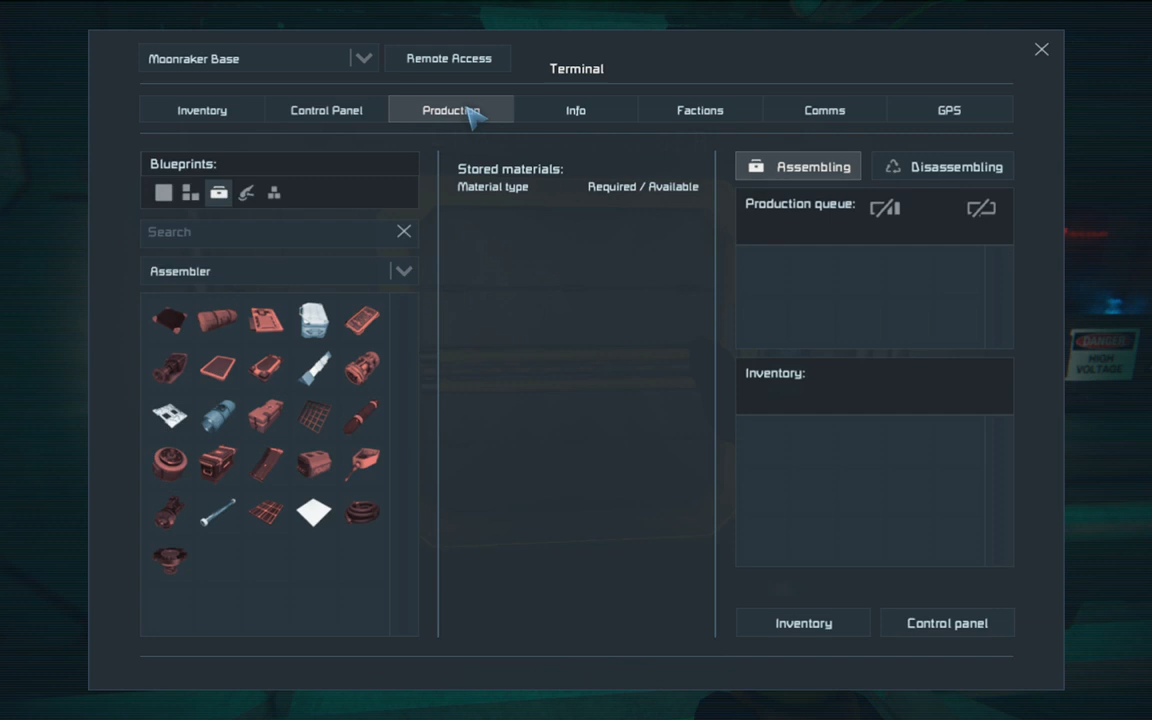 Moonraker Base
Remote Access
Terminal
Inventory
Control Panel
Production
Info
Factions
Comms
GPS
Blueprints:
Search
Assembler
Stored materials:
Material type
Required / Available
Assembling
Disassembling
Production queue:
Inventory:
Inventory
Control panel
DANGER
HIGH
VOLTAGE